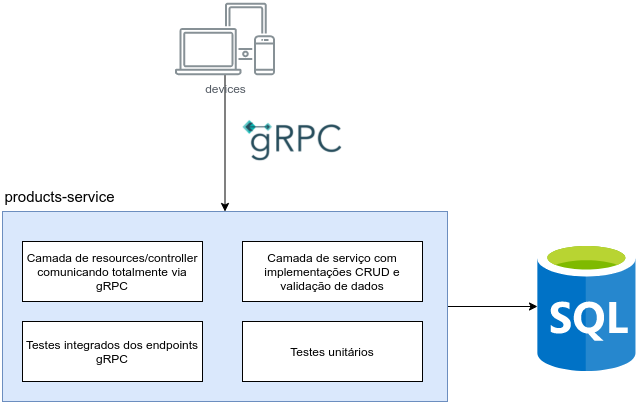 devices
gRPC
products-service
Camada de resources/controller
comunicando totalmente via
gRPC
Camada de serviço com
implementações CRUD e
validação de dados
Testes integrados dos endpoints
gRPC
Testes unitários
SQL